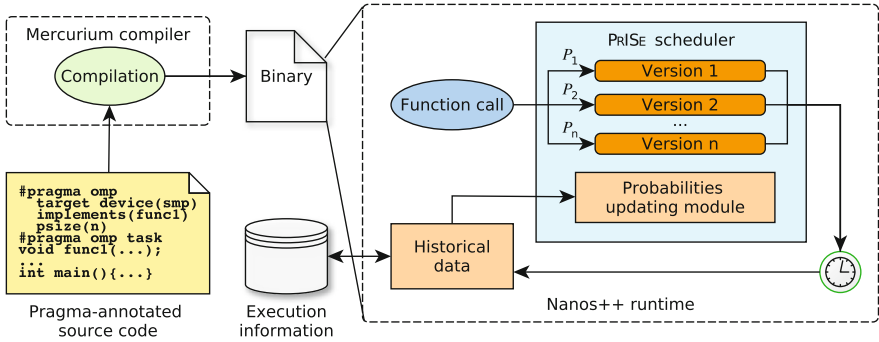 Mercurium compiler
Compilation
Binary
PRISE scheduler
Function call
P1
Version 1
P2
Version 2
...
Pn
Version n
Probabilities
updating module
Historical
data
Nanos++ runtime
#pragma omp
target device(smp)
implements(func1)
psize(n)
#pragma omp task
void func1(...);
...
int main(){...}
Pragma-annotated
source code
Execution
information